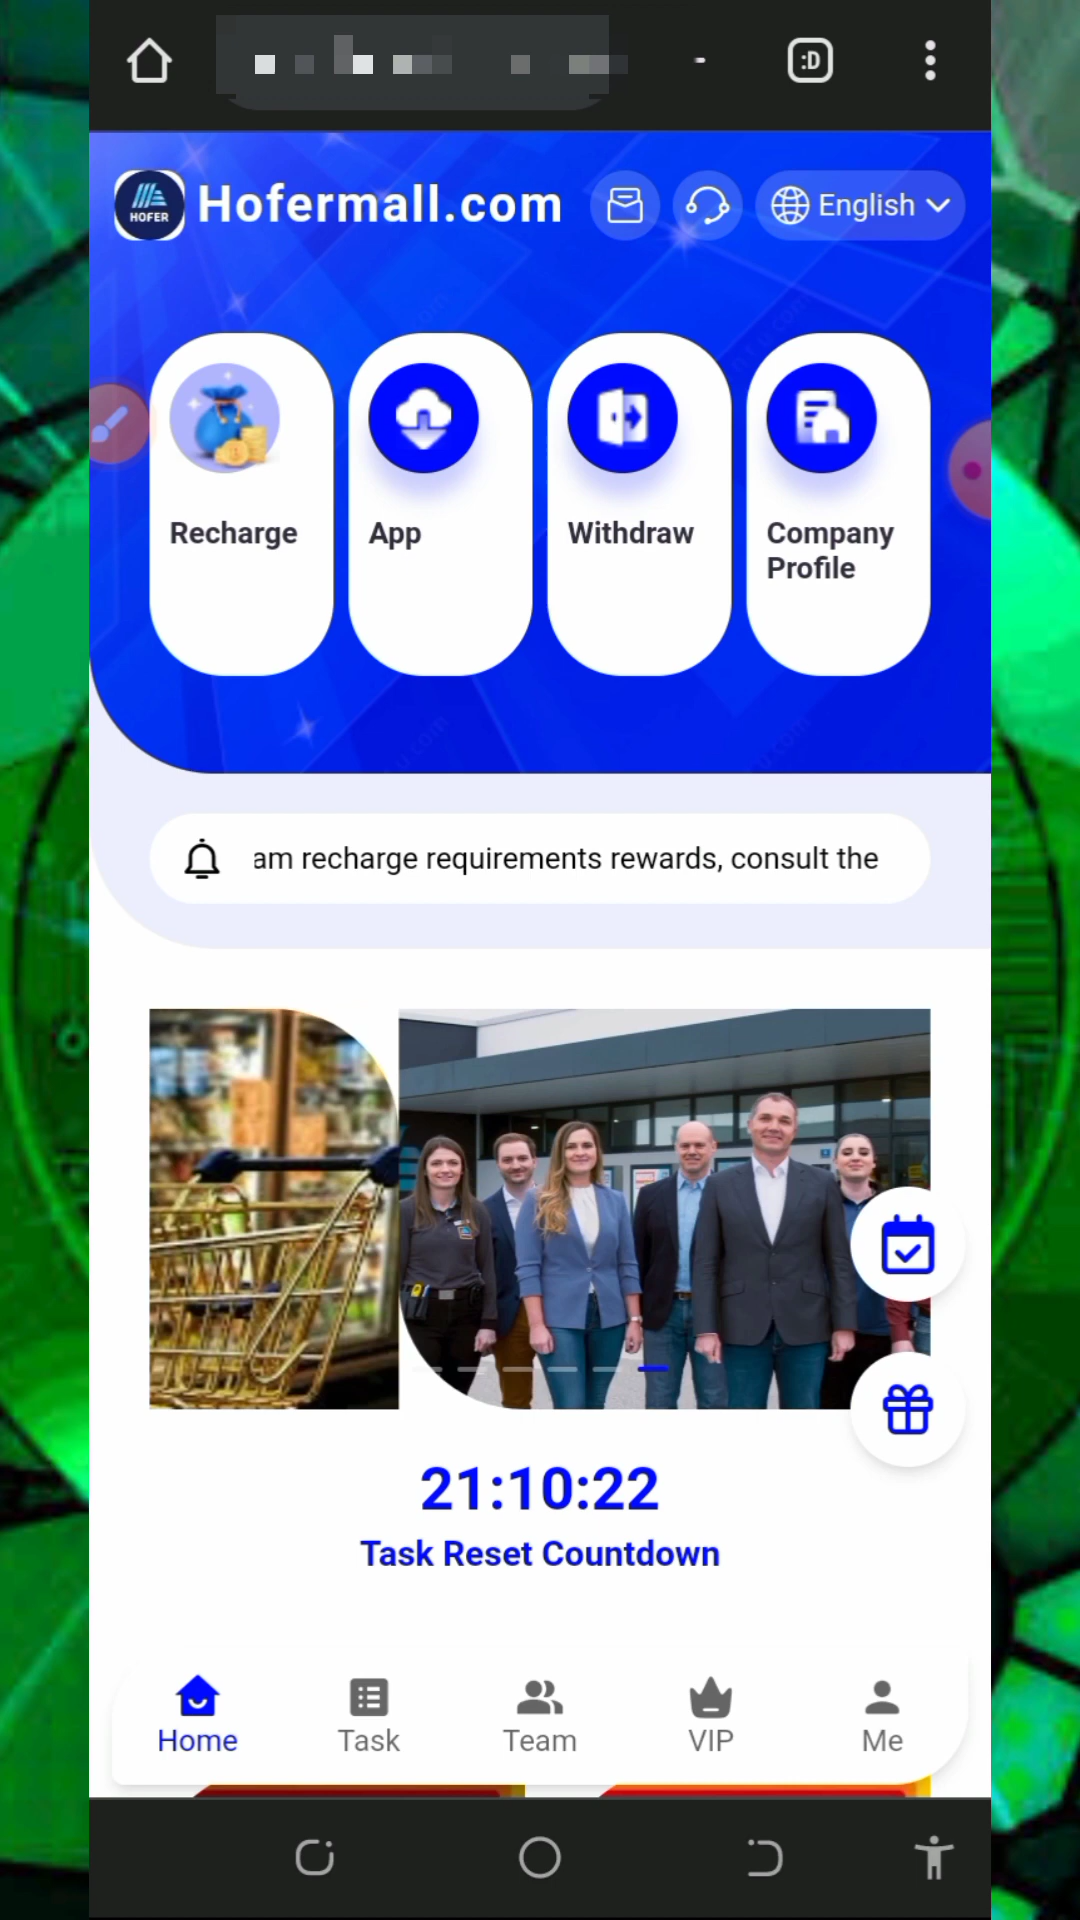 :D
HOFER
Hofermall.com
English
Recharge
App
Withdraw
Company
Profile
am recharge requirements rewards, consult the
21:10:22
Task Reset Countdown
Home
Task
Team
VIP
Me